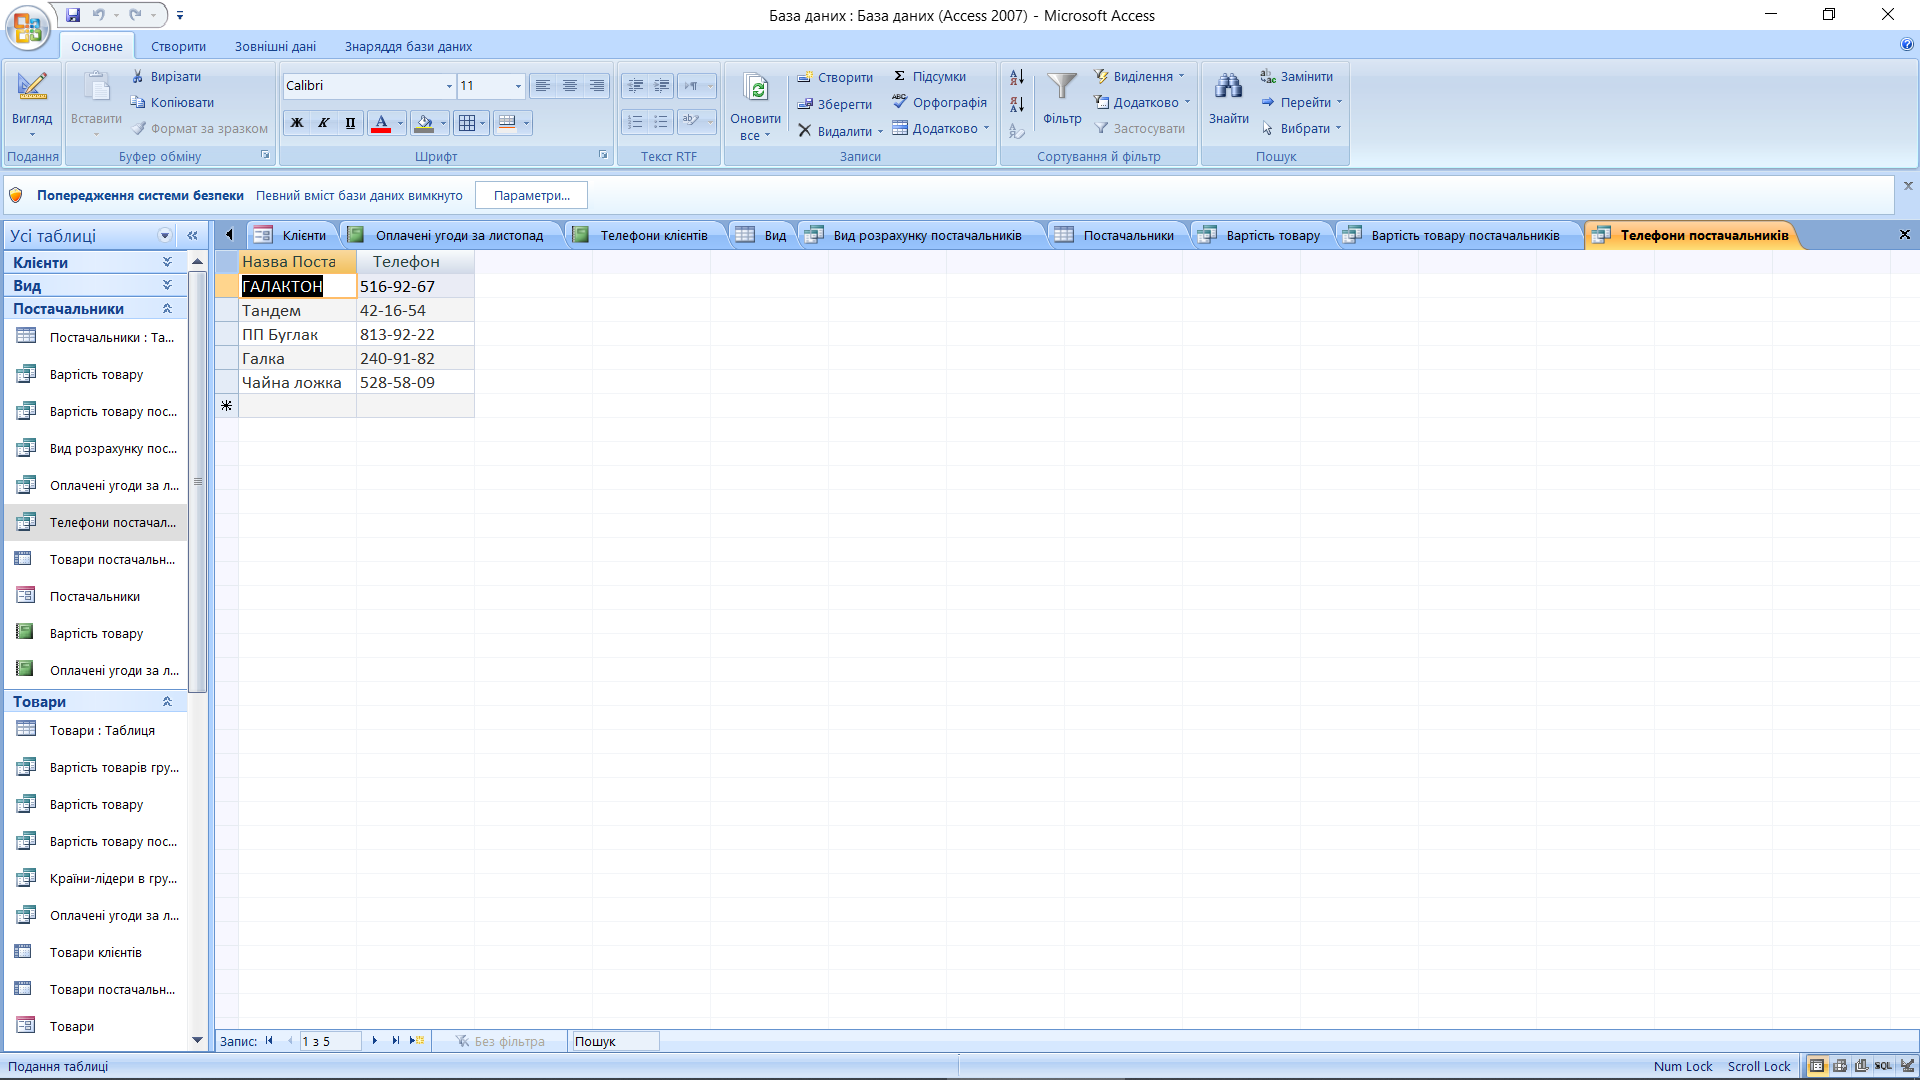 База даних : База даних (Access 2007) - Microsoft Access
Основне Створити Зовнішні дані Знаряддя бази даних
Вигляд
Подання
Вставити
Вирізати
Копіювати
Формат за зразком
Буфер обміну
Calibri 11
Ж К П А
Шрифт
Текст RTF
Оновити все
Створити
Зберегти
Видалити
Підсумки
Орфографія
Додатково
Записи
Фільтр
Виділення
Додатково
Застосувати
Сортування й фільтр
Знайти
Замінити
Перейти
Вибрати
Пошук
Попередження системи безпеки Певний вміст бази даних вимкнуто Параметри...
Усі таблиці
Клієнти
Вид
Постачальники
Постачальники : Та...
Вартість товару
Вартість товару пос...
Вид розрахунку пос...
Оплачені угоди за л...
Телефони постачал...
Товари постачальн...
Постачальники
Вартість товару
Оплачені угоди за л...
Товари
Товари : Таблиця
Вартість товарів гру...
Вартість товару
Вартість товару пос...
Країни-лідери в гру...
Оплачені угоди за л...
Товари клієнтів
Товари постачальн...
Товари
Клієнти Оплачені угоди за листопад Телефони клієнтів Вид Вид розрахунку постачальників Постачальники Вартість товару Вартість товару постачальників Телефони постачальників
Назва Поста Телефон
ГАЛАКТОН 516-92-67
Тандем 42-16-54
ПП Буглак 813-92-22
Галка 240-91-82
Чайна ложка 528-58-09
Запис: 1 з 5 Без фільтра Пошук
Подання таблиці Num Lock Scroll Lock SQL